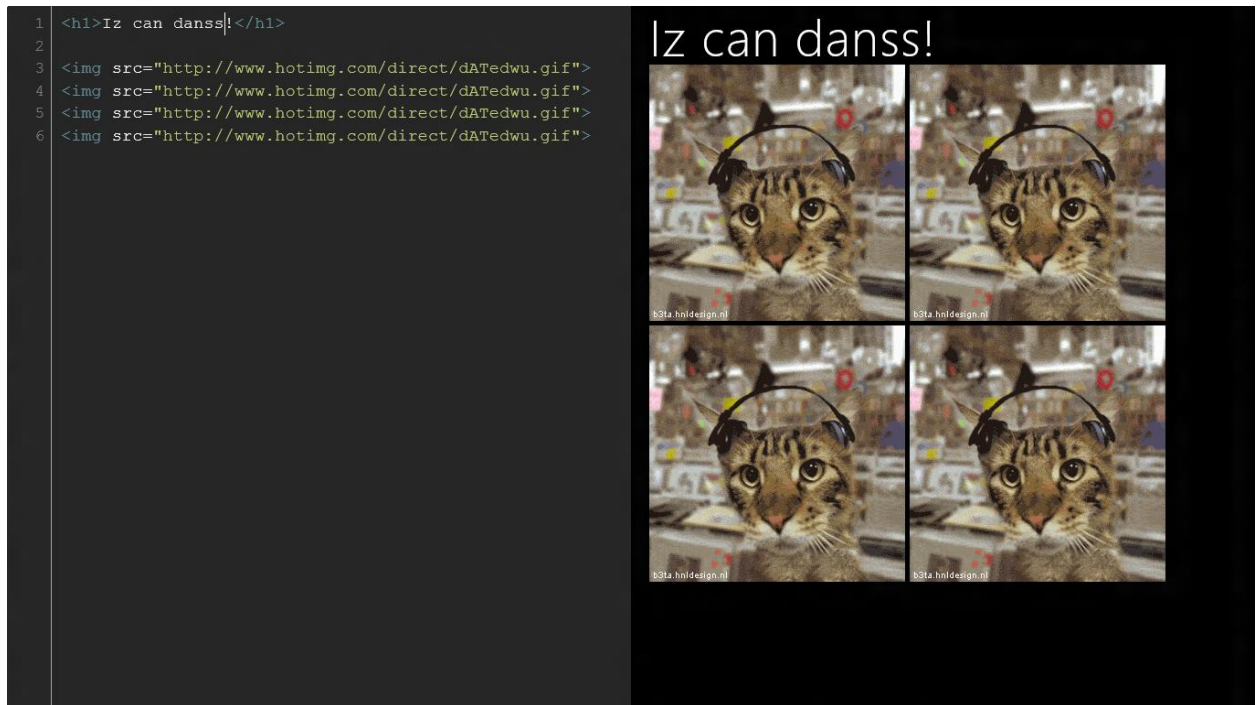 1 <h1>Iz can danss!</h1>
2
3 <img src="http://www.hotimg.com/direct/dATedwu.gif">
4 <img src="http://www.hotimg.com/direct/dATedwu.gif">
5 <img src="http://www.hotimg.com/direct/dATedwu.gif">
6 <img src="http://www.hotimg.com/direct/dATedwu.gif">
Iz can danss!
b3ta.hnldesign.nl
b3ta.hnldesign.nl
b3ta.hnldesign.nl
b3ta.hnldesign.nl